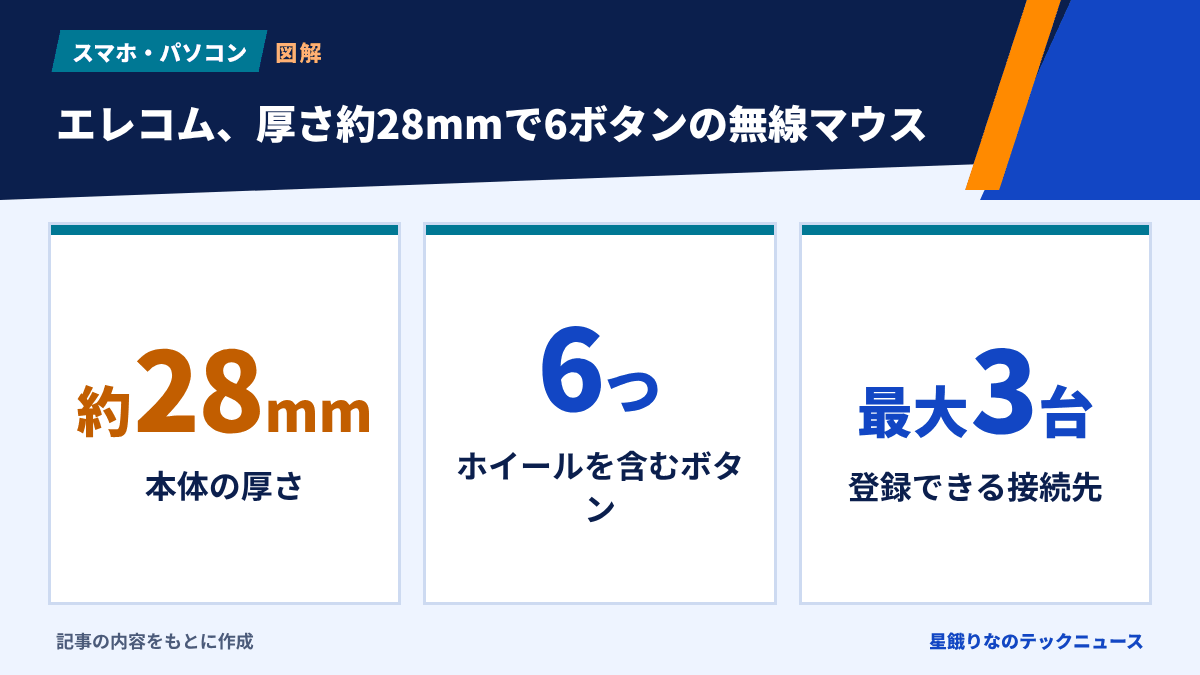 スマホ・パソコン 図解
エレコム、厚さ約28mmで6ボタンの無線マウス
約28mm
本体の厚さ
6つ
ホイールを含むボタ
ン
最大3台
登録できる接続先
記事の内容をもとに作成
星餓りなのテックニュース